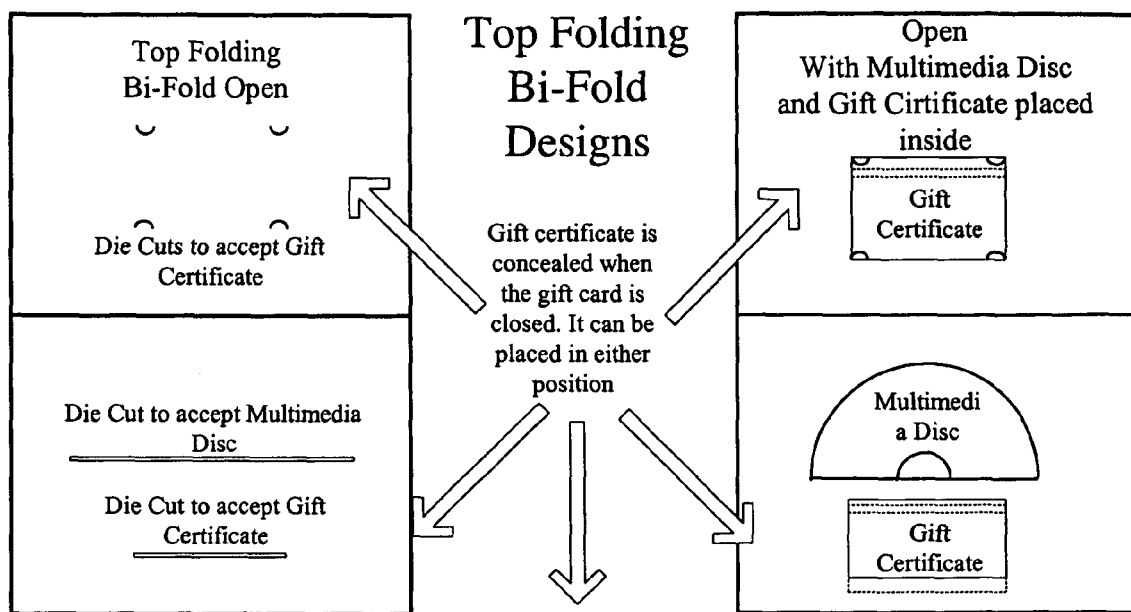 Top Folding
Bi-Fold Open
Die Cuts to accept Gift
Certificate
Die Cut to accept Multimedia
Disc
Die Cut to accept Gift
Certificate
Top Folding
Bi-Fold
Designs
Gift certificate is
concealed when
the gift card is
closed. It can be
placed in either
position
Open
With Multimedia Disc
and Gift Cirtificate placed
inside
Gift
Certificate
Multimedi
a Disc
Gift
Certificate